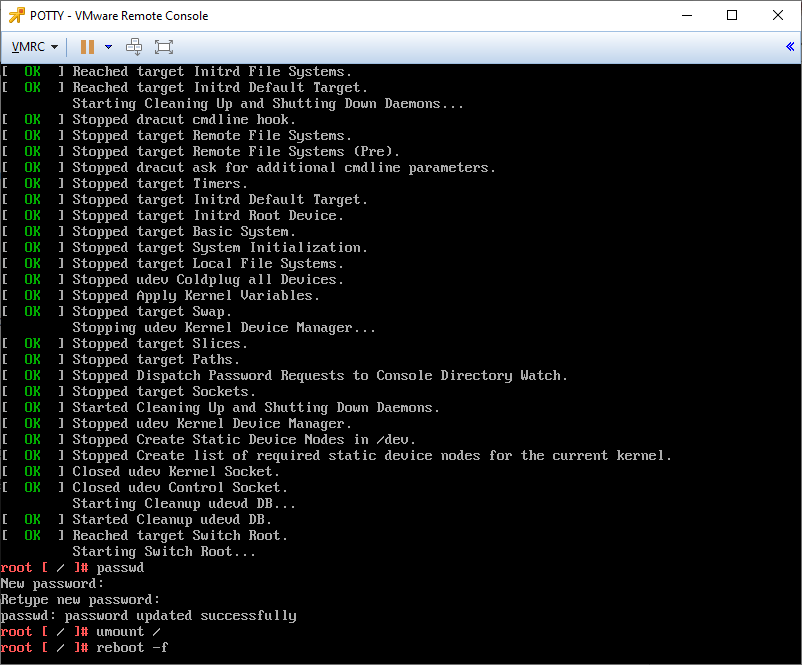 POTTY - VMware Remote Console
VMRC
[  OK  ] Reached target Initrd File Systems.
[  OK  ] Reached target Initrd Default Target.
         Starting Cleaning Up and Shutting Down Daemons...
[  OK  ] Stopped dracut cmdline hook.
[  OK  ] Stopped target Remote File Systems.
[  OK  ] Stopped target Remote File Systems (Pre).
[  OK  ] Stopped dracut ask for additional cmdline parameters.
[  OK  ] Stopped target Timers.
[  OK  ] Stopped target Initrd Default Target.
[  OK  ] Stopped target Initrd Root Device.
[  OK  ] Stopped target Basic System.
[  OK  ] Stopped target System Initialization.
[  OK  ] Stopped target Local File Systems.
[  OK  ] Stopped udev Coldplug all Devices.
[  OK  ] Stopped Apply Kernel Variables.
[  OK  ] Stopped target Swap.
         Stopping udev Kernel Device Manager...
[  OK  ] Stopped target Slices.
[  OK  ] Stopped target Paths.
[  OK  ] Stopped Dispatch Password Requests to Console Directory Watch.
[  OK  ] Stopped target Sockets.
[  OK  ] Started Cleaning Up and Shutting Down Daemons.
[  OK  ] Stopped udev Kernel Device Manager.
[  OK  ] Stopped Create Static Device Nodes in /dev.
[  OK  ] Stopped Create list of required static device nodes for the current kernel.
[  OK  ] Closed udev Kernel Socket.
[  OK  ] Closed udev Control Socket.
         Starting Cleanup udevd DB...
[  OK  ] Started Cleanup udevd DB.
[  OK  ] Reached target Switch Root.
         Starting Switch Root...
root [ / ]# passwd
New password:
Retype new password:
passwd: password updated successfully
root [ / ]# umount /
root [ / ]# reboot -f